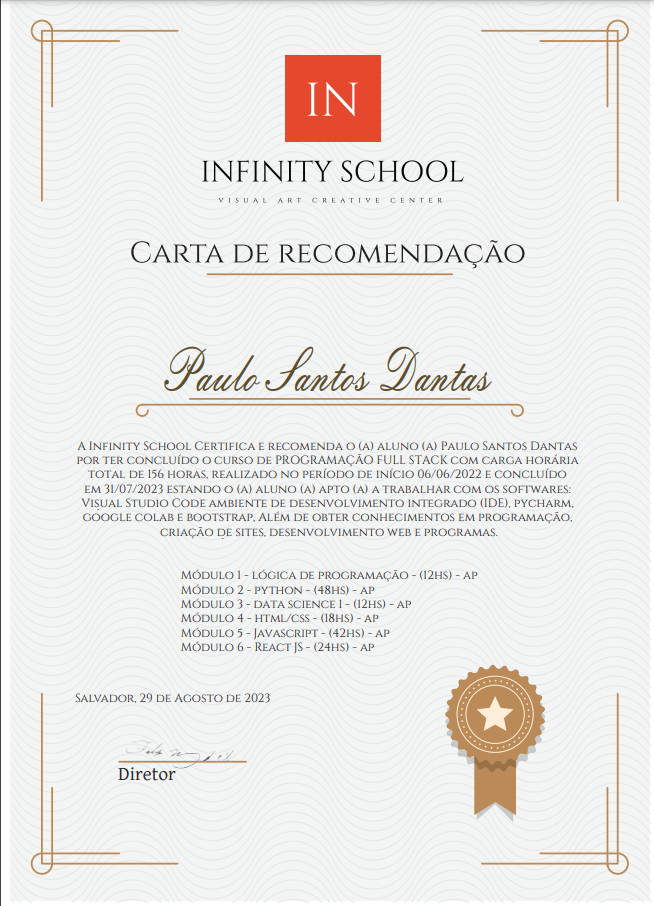 IN
INFINITY SCHOOL
VISUAL ART CREATIVE CENTER
Carta de recomendação
Paulo Santos Dantas
A Infinity School Certifica e recomenda o (a) aluno (a) Paulo Santos Dantas
por ter concluído o curso de PROGRAMAÇÃO FULL STACK com carga horária
total de 156 horas, realizado no período de início 06/06/2022 e concluído
em 31/07/2023 estando o (a) aluno (a) apto (a) a trabalhar com os softwares:
Visual Studio Code ambiente de desenvolvimento integrado (IDE), pycharm,
google colab e bootstrap, Além de obter conhecimentos em programação,
criação de sites, desenvolvimento web e programas.
Módulo 1 - lógica de programação - (12hs) - ap
Módulo 2 - python - (48hs) - ap
Módulo 3 - data science 1 - (12hs) - ap
Módulo 4 - html/css - (18hs) - ap
Módulo 5 - Javascript - (42hs) - ap
Módulo 6 - React JS - (24hs) - ap
Salvador, 29 de Agosto de 2023
Diretor